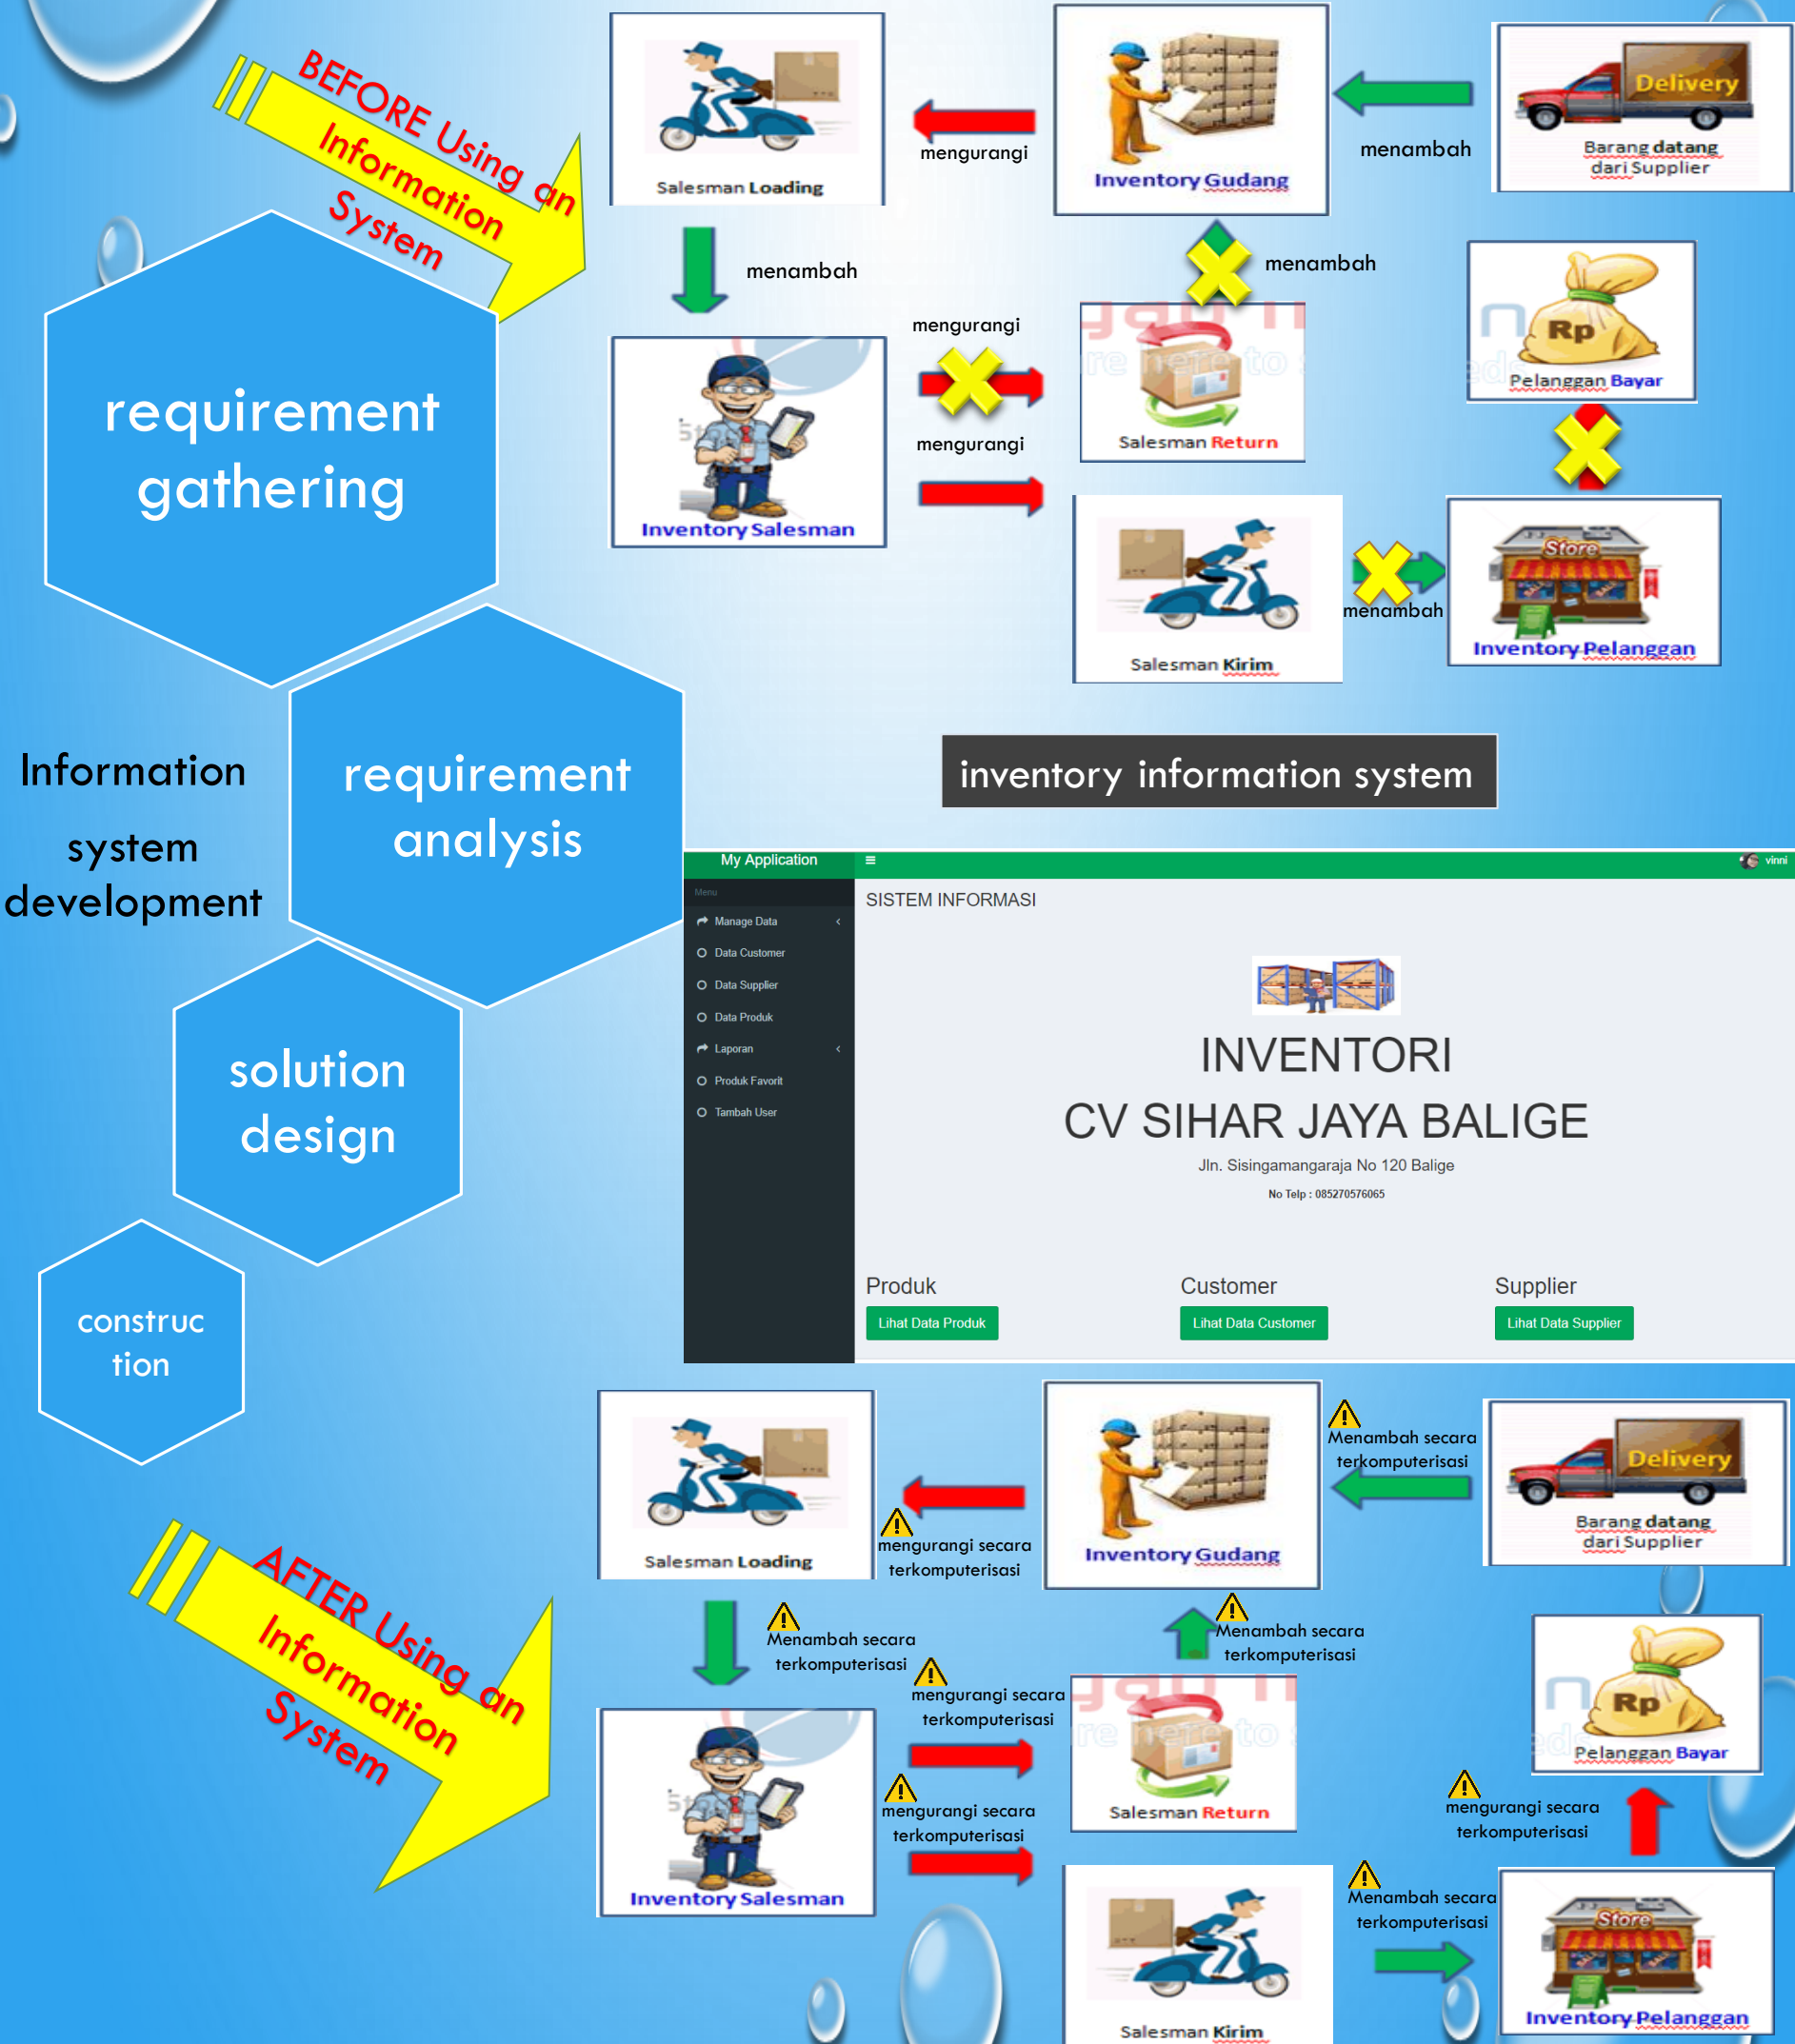 BEFORE Using an
Information
System
Salesman Loading
mengurangi
Inventory Gudang
menambah
Delivery
Barang datang
dari Supplier
menambah
menambah
mengurangi
mengurangi
Inventory Salesman
Salesman Return
Rp
Pelanggan Bayar
Salesman Kirim
menambah
Store
Inventory Pelanggan
requirement
gathering
requirement
analysis
solution
design
construc
tion
Information
system
development
inventory information system
My Application
vinni
Menu
Manage Data
Data Customer
Data Supplier
Data Produk
Laporan
Produk Favorit
Tambah User
SISTEM INFORMASI
INVENTORI
CV SIHAR JAYA BALIGE
Jln. Sisingamangaraja No 120 Balige
No Telp : 085270576065
Produk
Lihat Data Produk
Customer
Lihat Data Customer
Supplier
Lihat Data Supplier
AFTER Using an
Information
System
Salesman Loading
mengurangi secara
terkomputerisasi
Inventory Gudang
Menambah secara
terkomputerisasi
Delivery
Barang datang
dari Supplier
Menambah secara
terkomputerisasi
Menambah secara
terkomputerisasi
mengurangi secara
terkomputerisasi
mengurangi secara
terkomputerisasi
Inventory Salesman
Salesman Return
Rp
Pelanggan Bayar
mengurangi secara
terkomputerisasi
Salesman Kirim
Menambah secara
terkomputerisasi
Store
Inventory Pelanggan